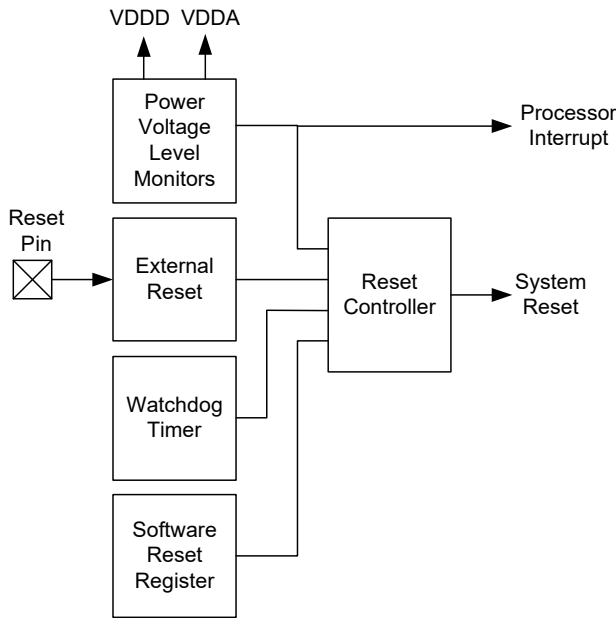 VDDD VDDA
Power
Voltage
Level
Monitors
Processor
Interrupt
Reset
Pin
External
Reset
Reset
Controller
System
Reset
Watchdog
Timer
Software
Reset
Register